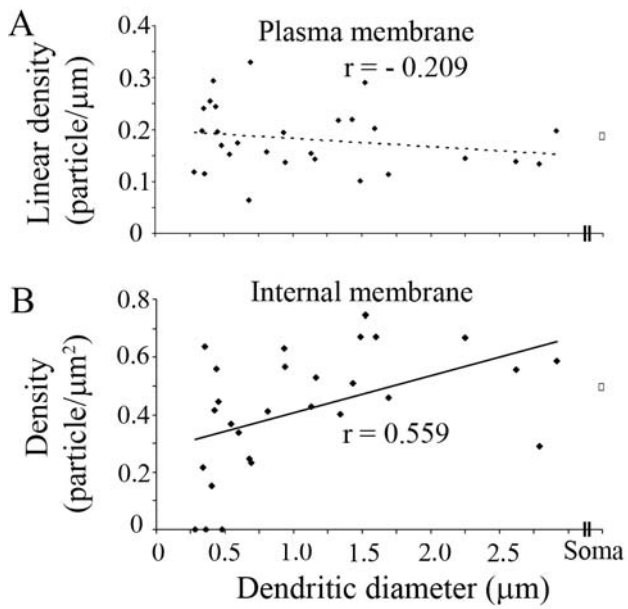 A
Plasma membrane
r = - 0.209
Linear density
(particle/μm)
0.4
0.3
0.2
0.1
0
B
Internal membrane
r = 0.559
Density
(particle/μm²)
0.8
0.6
0.4
0.2
0
0 0.5 1.0 1.5 2.0 2.5 Soma
Dendritic diameter (μm)